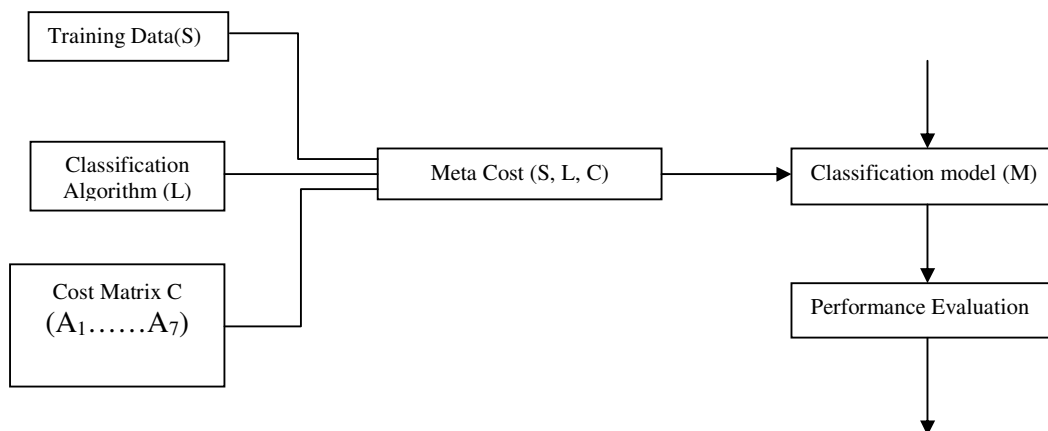 Training Data(S)
Classification
Algorithm (L)
Meta Cost (S, L, C)
Classification model (M)
Cost Matrix C
(A₁……A₇)
Performance Evaluation